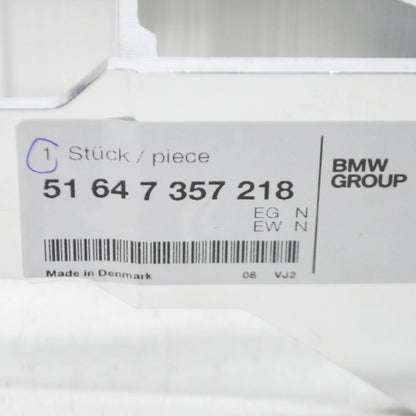 1 Stück / piece
51 64 7 357 218
EG N
EW N
Made in Denmark 08 VJ2
BMW
GROUP